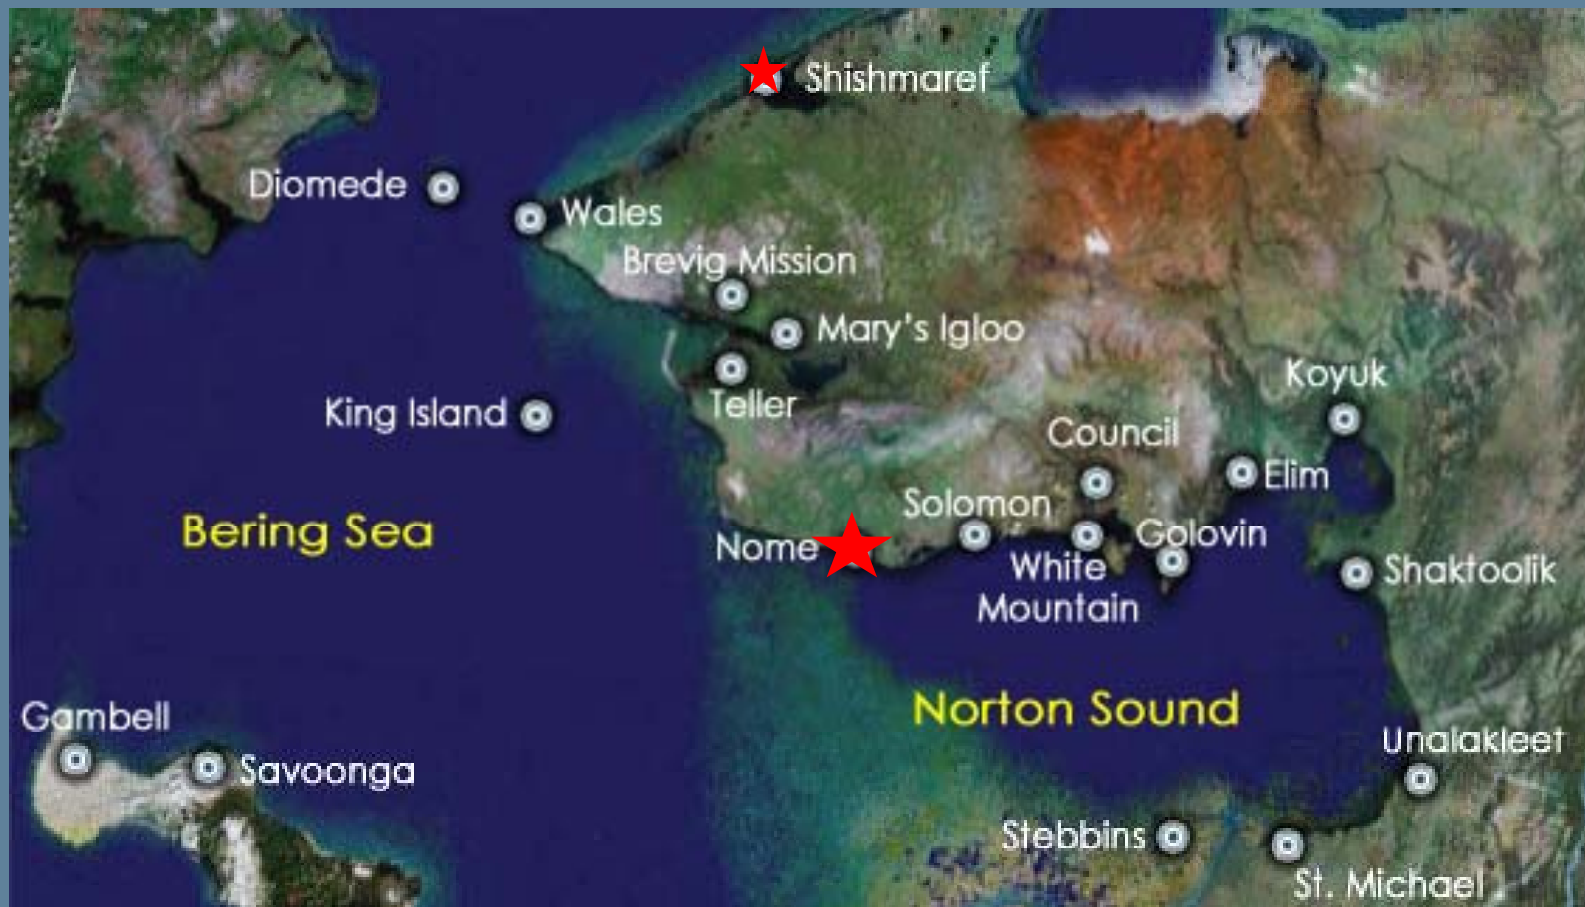 Shishmaref
Diomede
Wales
Brevig Mission
Mary's Igloo
Koyuk
Teller
King Island
Council
Elim
Solomon
Bering Sea
Nome
Golovin
White
Mountain
Shaktoolik
Norton Sound
Gambell
Unalakleet
Savoonga
Stebbins
St. Michael